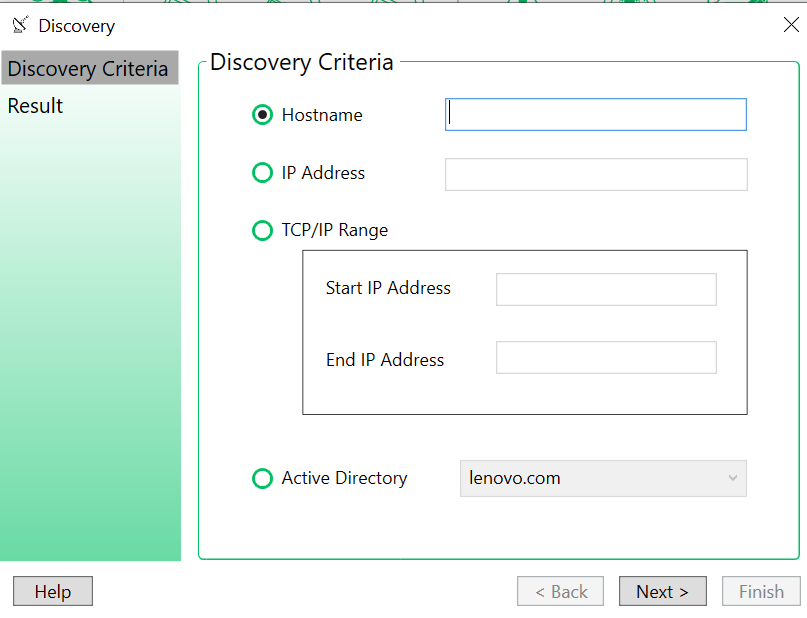 Discovery
Discovery Criteria
Result
Discovery Criteria
Hostname
IP Address
TCP/IP Range
Start IP Address
End IP Address
Active Directory lenovo.com
Help < Back Next > Finish